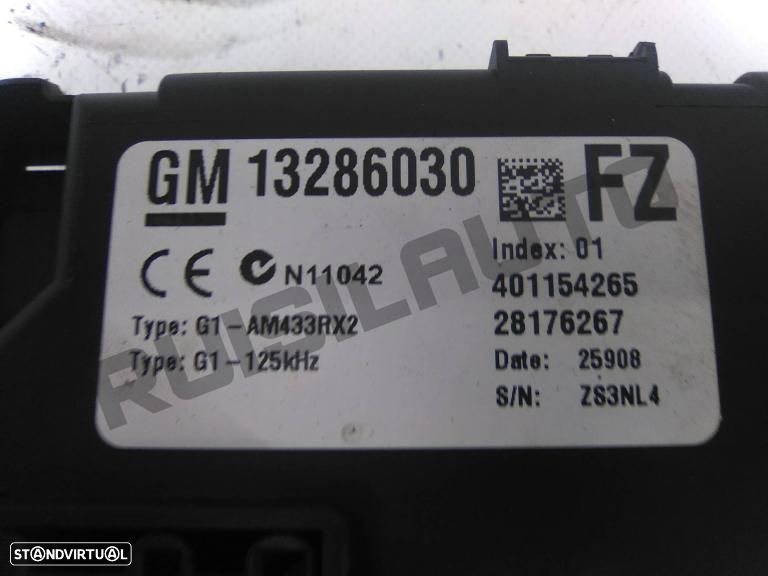 GM 13286030 FZ
N11042
Index: 01
401154265
Type: G1-AM433RX2
28176267
Type: G1-125kHz
Date: 25908
S/N: ZS3NL4
RUISILAUTO
STANDVIRTUAL